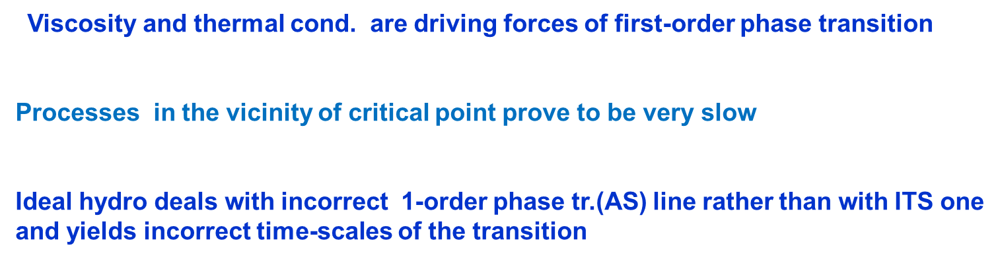 Viscosity and thermal cond. are driving forces of first-order phase transition
Processes in the vicinity of critical point prove to be very slow
Ideal hydro deals with incorrect 1-order phase tr.(AS) line rather than with ITS one
and yields incorrect time-scales of the transition